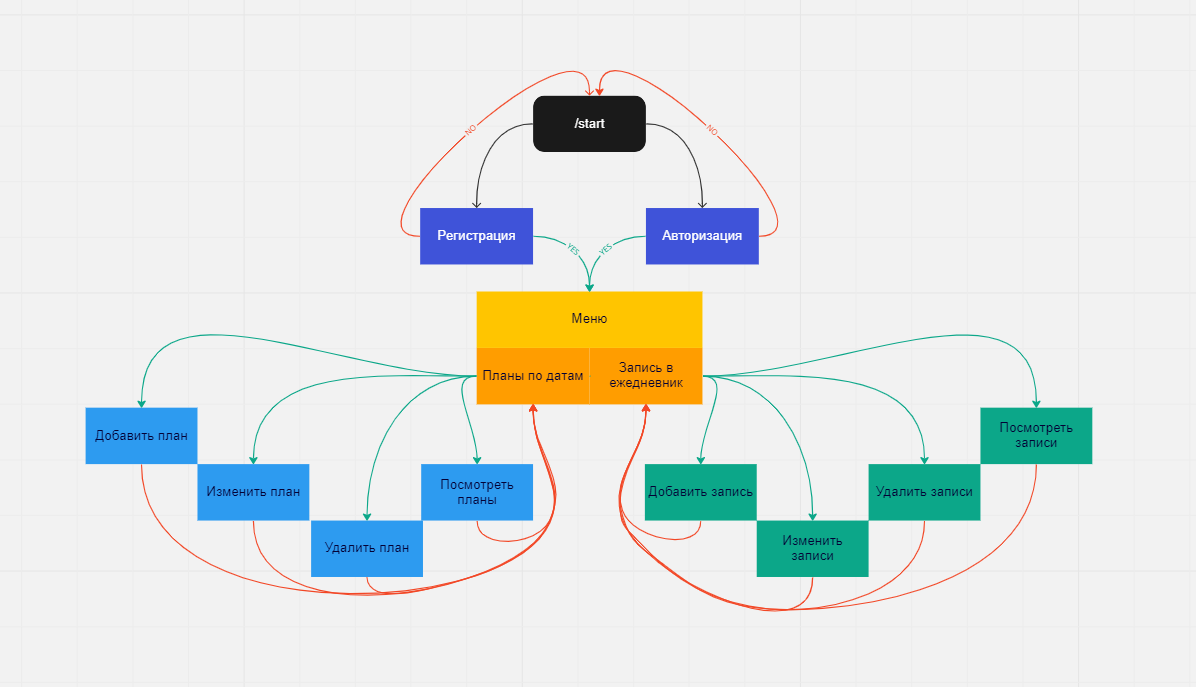 /start
NO
NO
Регистрация
Авторизация
YES
YES
Меню
Планы по датам
Запись в
ежедневник
Добавить план
Изменить план
Удалить план
Посмотреть
планы
Добавить запись
Изменить
записи
Удалить записи
Посмотреть
записи